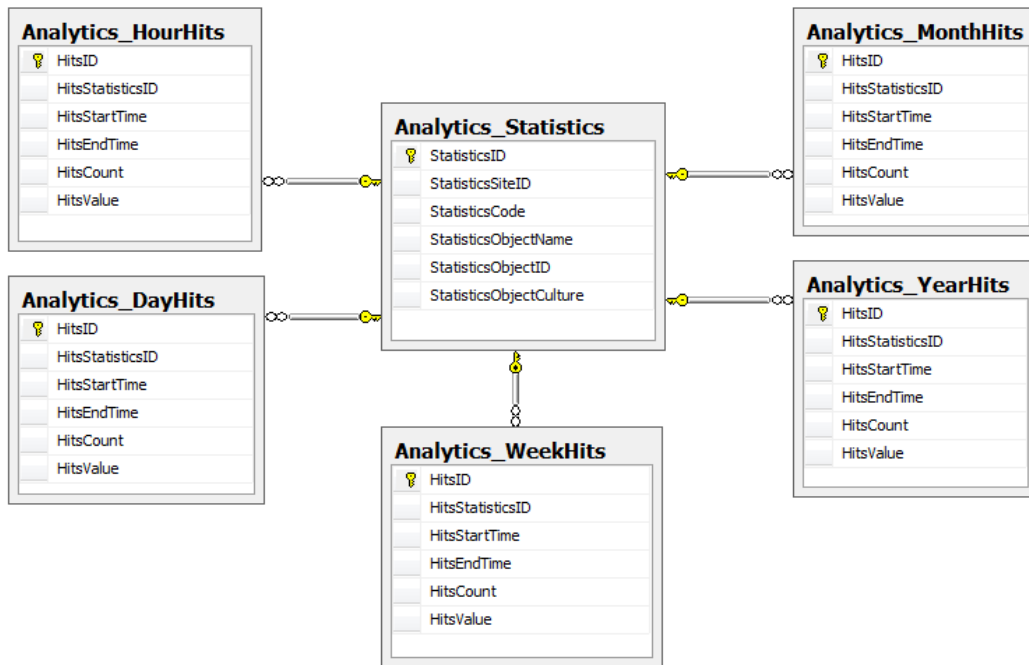 Analytics_HourHits
HitsID
HitsStatisticsID
HitsStartTime
HitsEndTime
HitsCount
HitsValue
Analytics_DayHits
HitsID
HitsStatisticsID
HitsStartTime
HitsEndTime
HitsCount
HitsValue
Analytics_Statistics
StatisticsID
StatisticsSiteID
StatisticsCode
StatisticsObjectName
StatisticsObjectID
StatisticsObjectCulture
Analytics_WeekHits
HitsID
HitsStatisticsID
HitsStartTime
HitsEndTime
HitsCount
HitsValue
Analytics_MonthHits
HitsID
HitsStatisticsID
HitsStartTime
HitsEndTime
HitsCount
HitsValue
Analytics_YearHits
HitsID
HitsStatisticsID
HitsStartTime
HitsEndTime
HitsCount
HitsValue